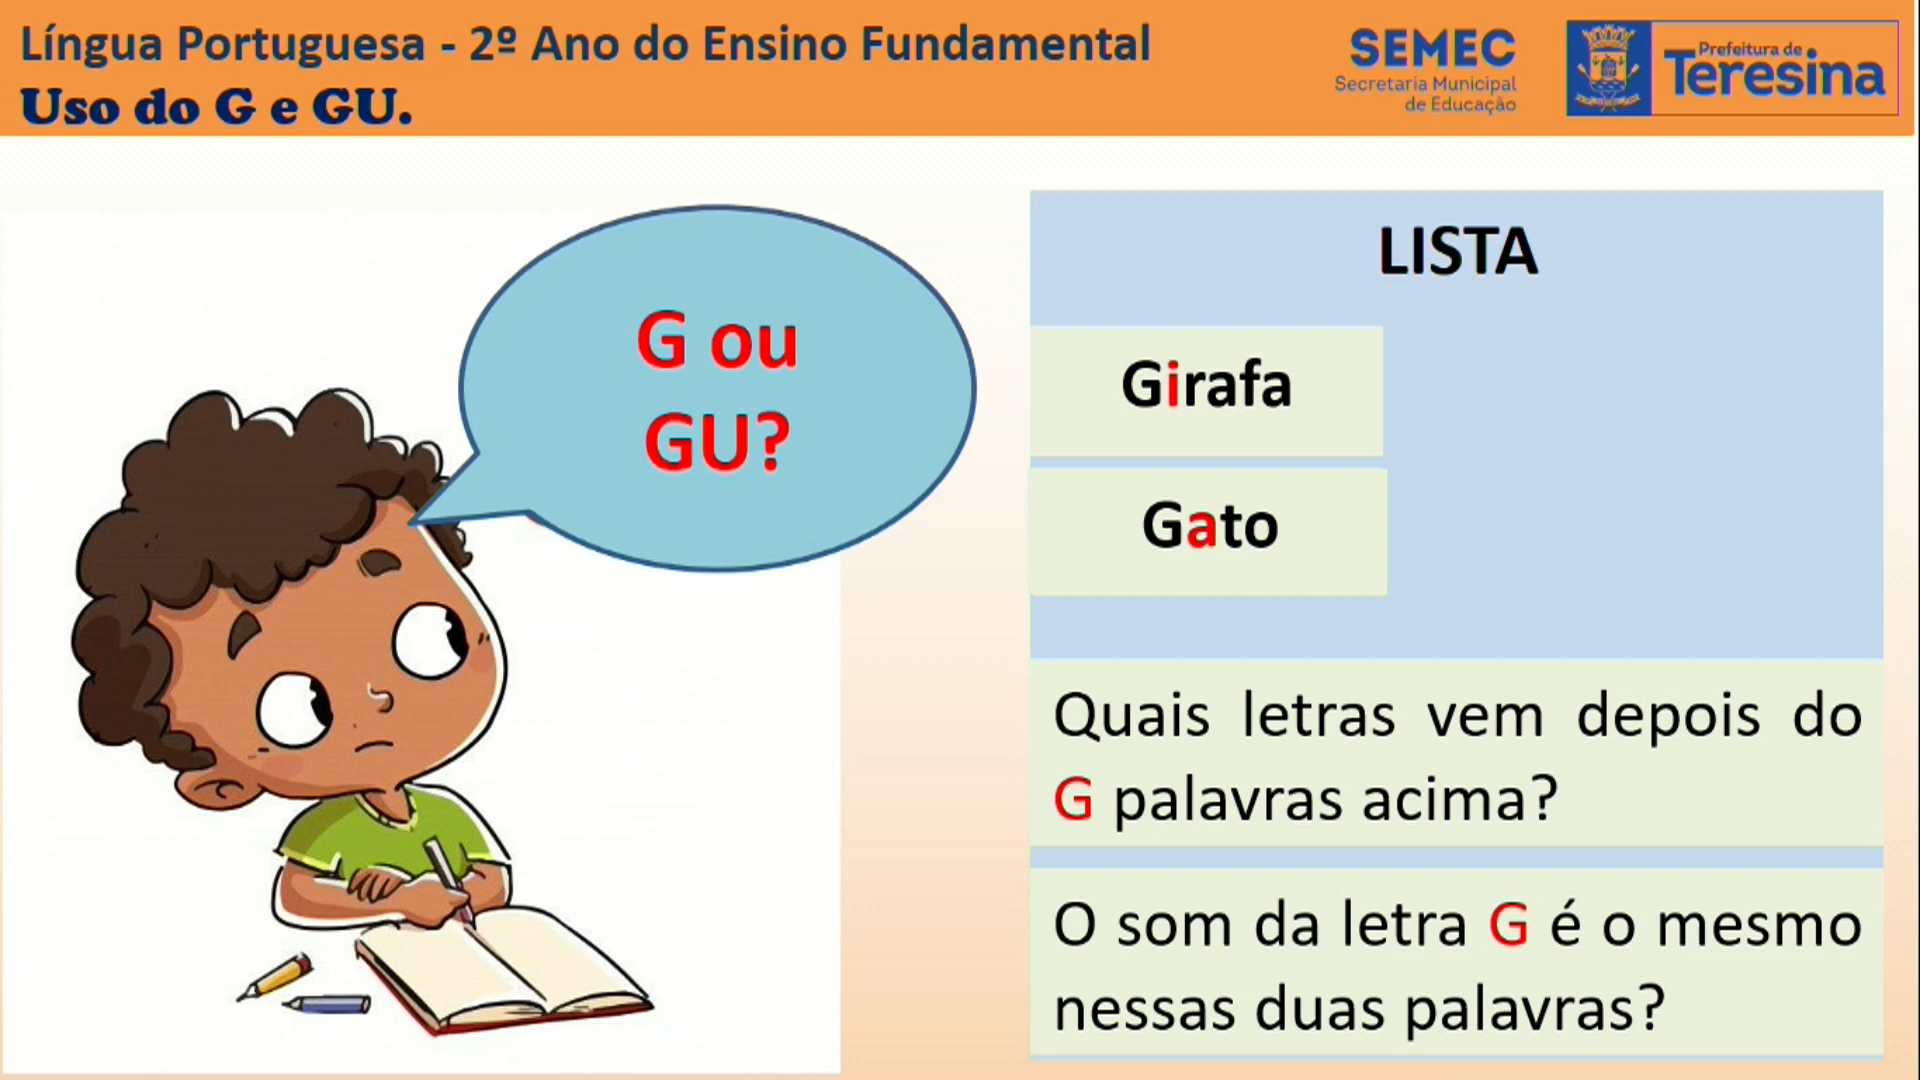 Língua Portuguesa - 2º Ano do Ensino Fundamental
Uso do G e GU.
SEMEC
Secretaria Municipal
de Educação
Prefeitura de
Teresina
G ou
GU?
LISTA
Girafa
Gato
Quais letras vem depois do
G palavras acima?
O som da letra G é o mesmo
nessas duas palavras?